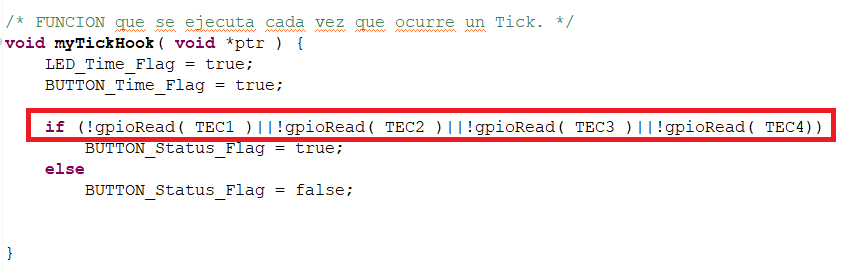 /* FUNCION que se ejecuta cada vez que ocurre un Tick. */
void myTickHook( void *ptr ) {
LED_Time_Flag = true;
BUTTON_Time_Flag = true;
if (!gpioRead( TEC1 )||!gpioRead( TEC2 )||!gpioRead( TEC3 )||!gpioRead( TEC4))
BUTTON_Status_Flag = true;
else
BUTTON_Status_Flag = false;
}